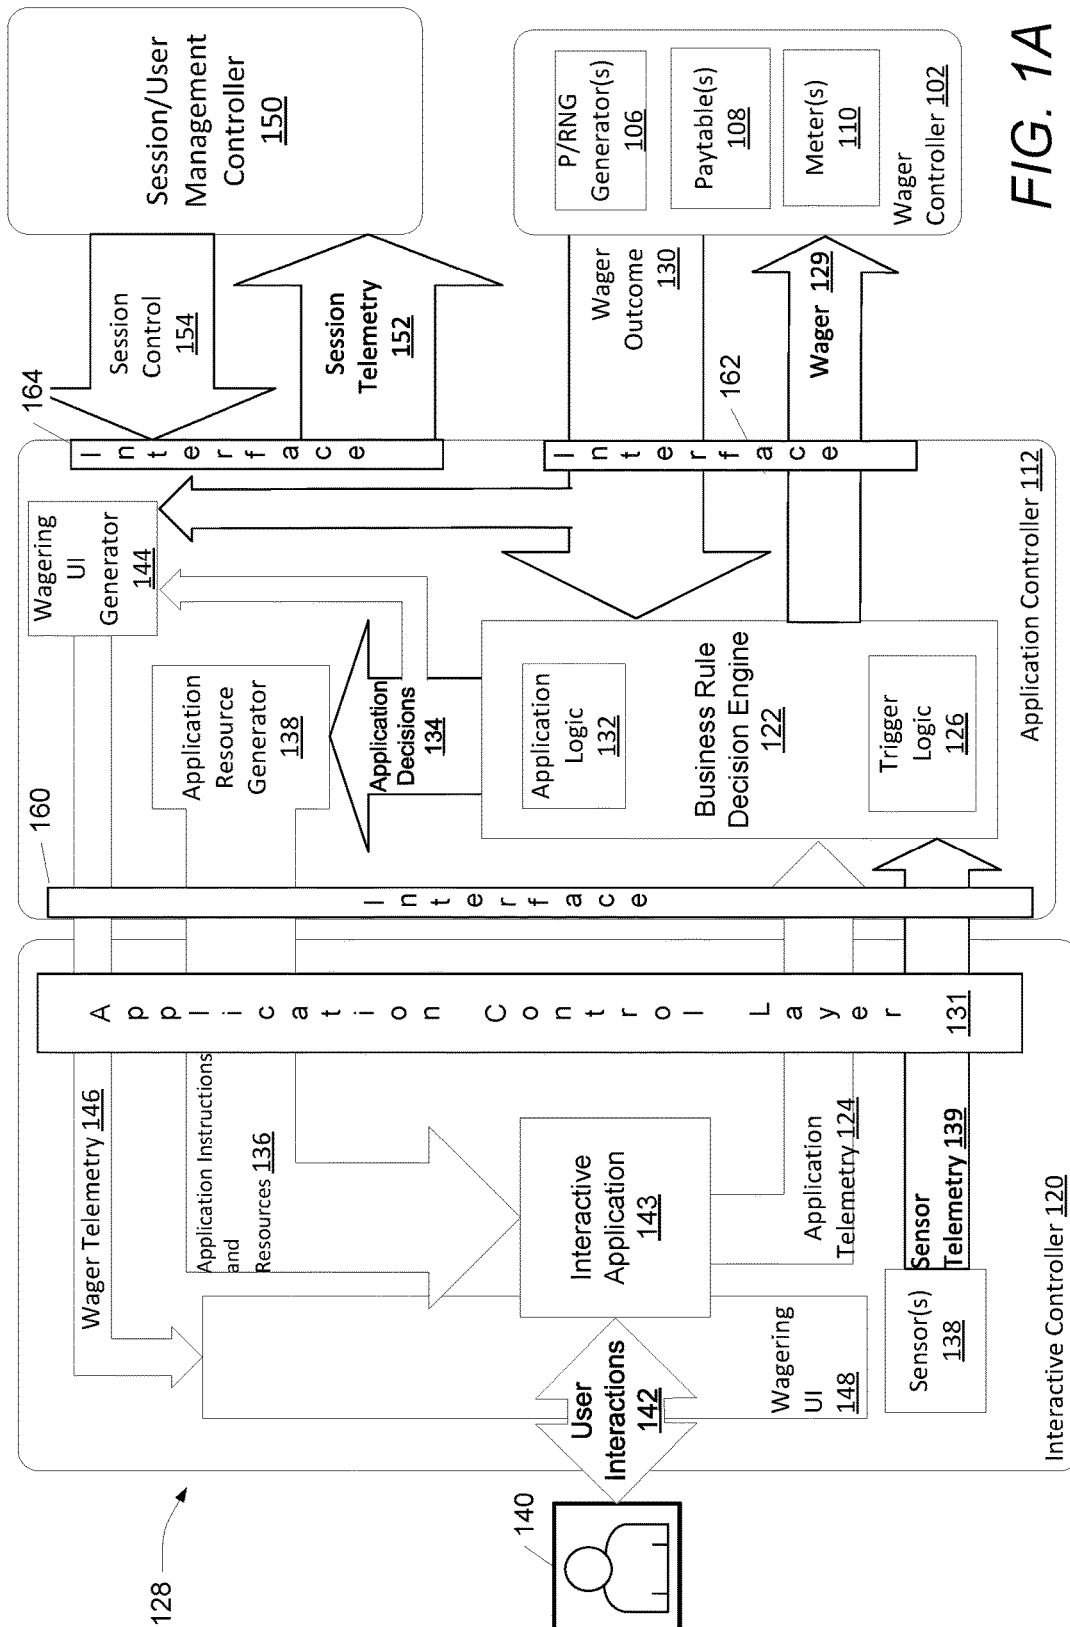 128
140
User
Interactions
142
Interactive Controller 120
Wager Telemetry 146
Application Instructions
and
Resources 136
Interactive
Application
143
Wagering
UI
148
Application
Telemetry 124
Sensor
Telemetry 139
Sensor(s)
138
Application Control Layer 131
160
Interface
Application Controller 112
Wagering
UI
Generator
144
Application
Resource
Generator
138
Application
Decisions
134
Application
Logic
132
Business Rule
Decision Engine
122
Trigger
Logic
126
164
Interface
162
Interface
Session
Control
154
Session
Telemetry
152
Wager
Outcome
130
Wager 129
Session/User
Management
Controller
150
P/RNG
Generator(s)
106
Paytable(s)
108
Meter(s)
110
Wager
Controller 102
FIG. 1A